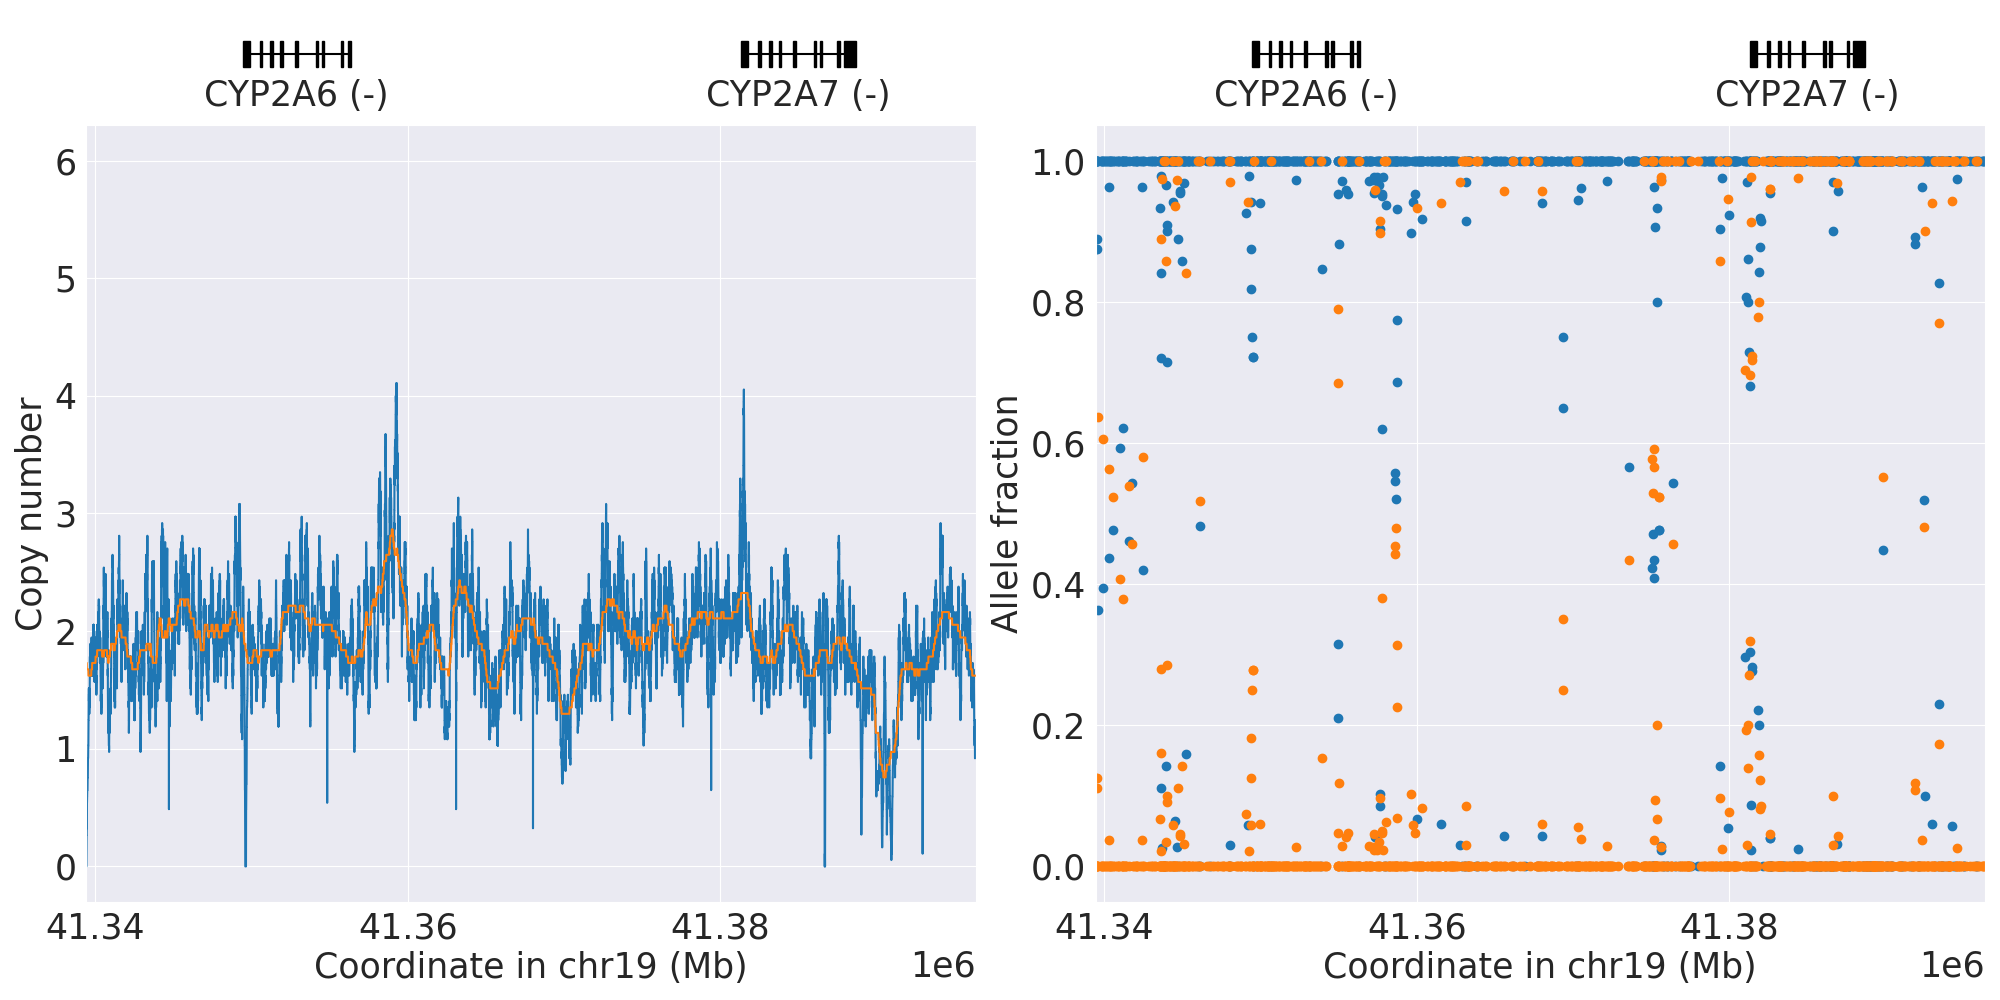 CYP2A6 (-)
CYP2A7 (-)
CYP2A6 (-)
CYP2A7 (-)
Copy number
6
5
4
3
2
1
0
41.34
41.36
41.38
Coordinate in chr19 (Mb)
1e6
Allele fraction
1.0
0.8
0.6
0.4
0.2
0.0
41.34
41.36
41.38
Coordinate in chr19 (Mb)
1e6